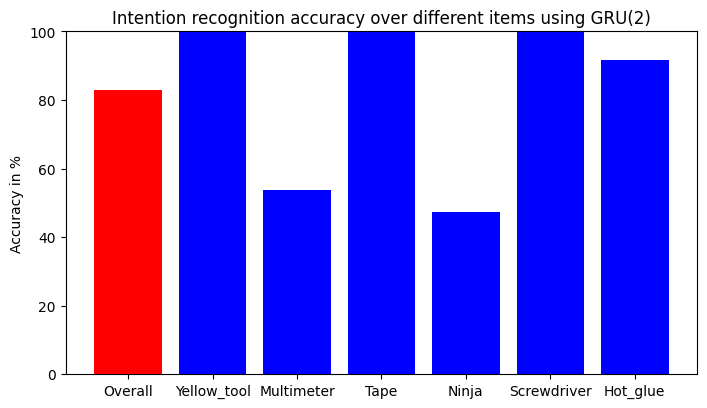 Intention recognition accuracy over different items using GRU(2)
Accuracy in %
100
80
60
40
20
0
Overall Yellow_tool Multimeter Tape Ninja Screwdriver Hot_glue